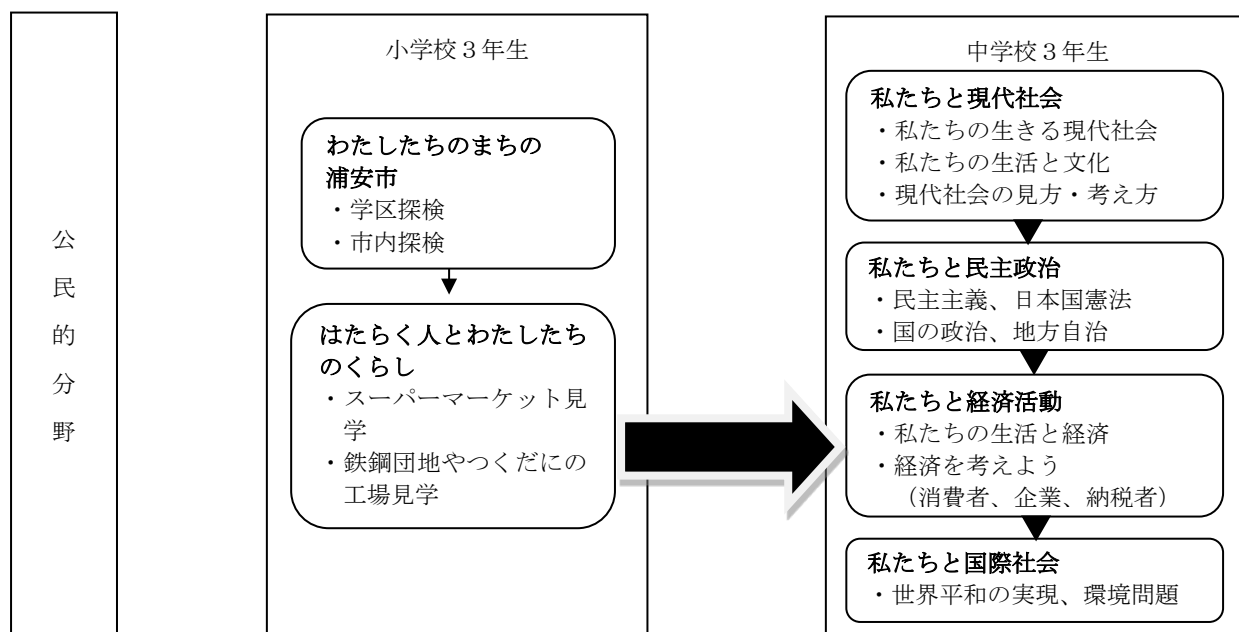 公民的分野
小学校３年生
わたしたちのまちの
浦安市
・学区探検
・市内探検
はたらく人とわたしたち
のくらし
・スーパーマーケット見
学
・鉄鋼団地やつくだにの
工場見学
中学校３年生
私たちと現代社会
・私たちの生きる現代社会
・私たちの生活と文化
・現代社会の見方・考え方
私たちと民主政治
・民主主義、日本国憲法
・国の政治、地方自治
私たちと経済活動
・私たちの生活と経済
・経済を考えよう
（消費者、企業、納税者）
私たちと国際社会
・世界平和の実現、環境問題